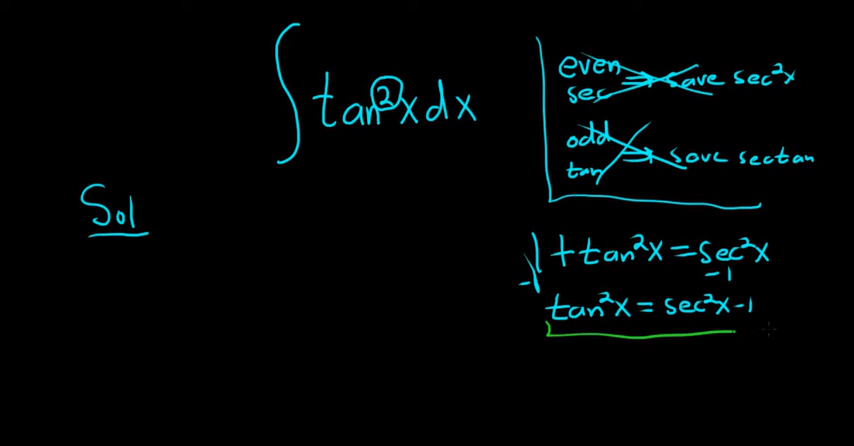 ∫ tan²x dx
Sol
even
sec ⇒ save sec²x
odd
tan ⇒ save sectan
1 + tan²x = sec²x
-1 -1
tan²x = sec²x - 1